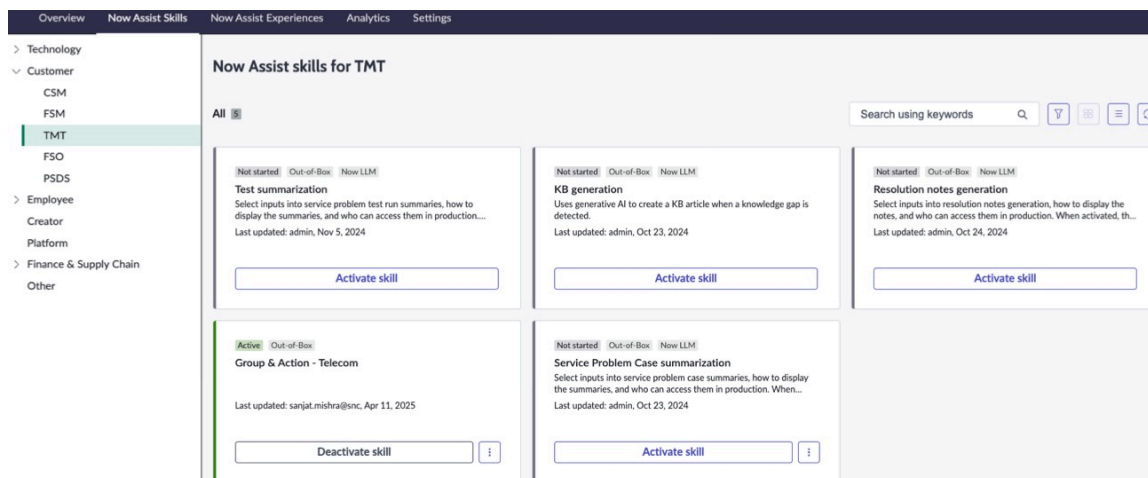 Overview Now Assist Skills Now Assist Experiences Analytics Settings
Technology
Customer
CSM
FSM
TMT
FSO
PSDS
Employee
Creator
Platform
Finance & Supply Chain
Other
Now Assist skills for TMT
All 5
Search using keywords
Not started Out-of-Box Now LLM
Test summarization
Select inputs into service problem test run summaries, how to
display the summaries, and who can access them in production....
Last updated: admin, Nov 5, 2024
Activate skill
Not started Out-of-Box Now LLM
KB generation
Uses generative AI to create a KB article when a knowledge gap is
detected.
Last updated: admin, Oct 23, 2024
Activate skill
Not started Out-of-Box Now LLM
Resolution notes generation
Select inputs into resolution notes generation, how to display the
notes, and who can access them in production. When activated, th...
Last updated: admin, Oct 24, 2024
Activate skill
Active Out-of-Box
Group & Action - Telecom
Last updated: sanjat.mishra@snc, Apr 11, 2025
Deactivate skill
Not started Out-of-Box Now LLM
Service Problem Case summarization
Select inputs into service problem case summaries, how to display
the summaries, and who can access them in production. When...
Last updated: admin, Oct 23, 2024
Activate skill